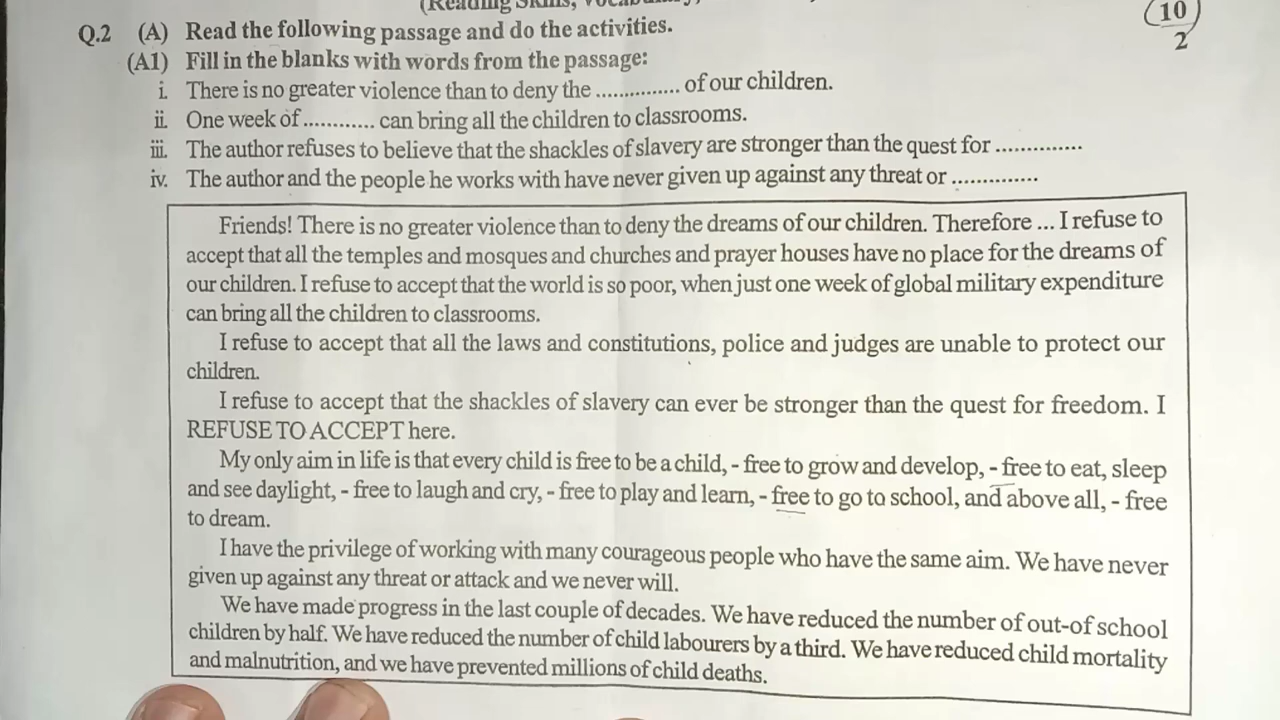 (Reading Skills,
10
2
Q.2 (A) Read the following passage and do the activities.
(A1) Fill in the blanks with words from the passage:
i. There is no greater violence than to deny the .............. of our children.
ii. One week of ............ can bring all the children to classrooms.
iii. The author refuses to believe that the shackles of slavery are stronger than the quest for ..............
iv. The author and the people he works with have never given up against any threat or ..............
Friends! There is no greater violence than to deny the dreams of our children. Therefore ... I refuse to
accept that all the temples and mosques and churches and prayer houses have no place for the dreams of
our children. I refuse to accept that the world is so poor, when just one week of global military expenditure
can bring all the children to classrooms.
I refuse to accept that all the laws and constitutions, police and judges are unable to protect our
children.
I refuse to accept that the shackles of slavery can ever be stronger than the quest for freedom. I
REFUSE TO ACCEPT here.
My only aim in life is that every child is free to be a child, - free to grow and develop, - free to eat, sleep
and see daylight, - free to laugh and cry, - free to play and learn, - free to go to school, and above all, - free
to dream.
I have the privilege of working with many courageous people who have the same aim. We have never
given up against any threat or attack and we never will.
We have made progress in the last couple of decades. We have reduced the number of out-of school
children by half. We have reduced the number of child labourers by a third. We have reduced child mortality
and malnutrition, and we have prevented millions of child deaths.